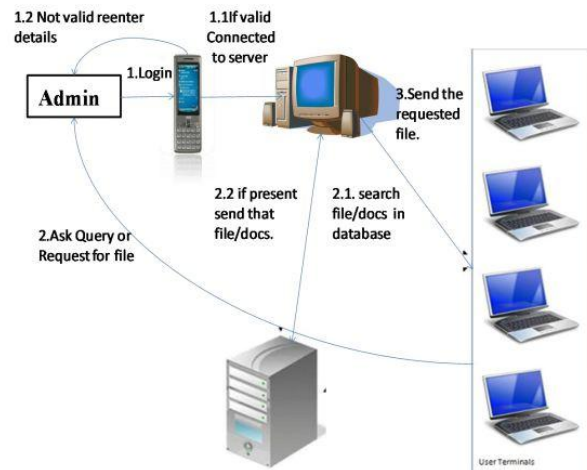 1.2 Not valid reenter
details
1.1If valid
Connected
to server
1.Login
Admin
3.Send the
requested
file.
2.2 if present
send that
file/docs.
2.1. search
file/docs in
database
2.Ask Query or
Request for file
User Terminals